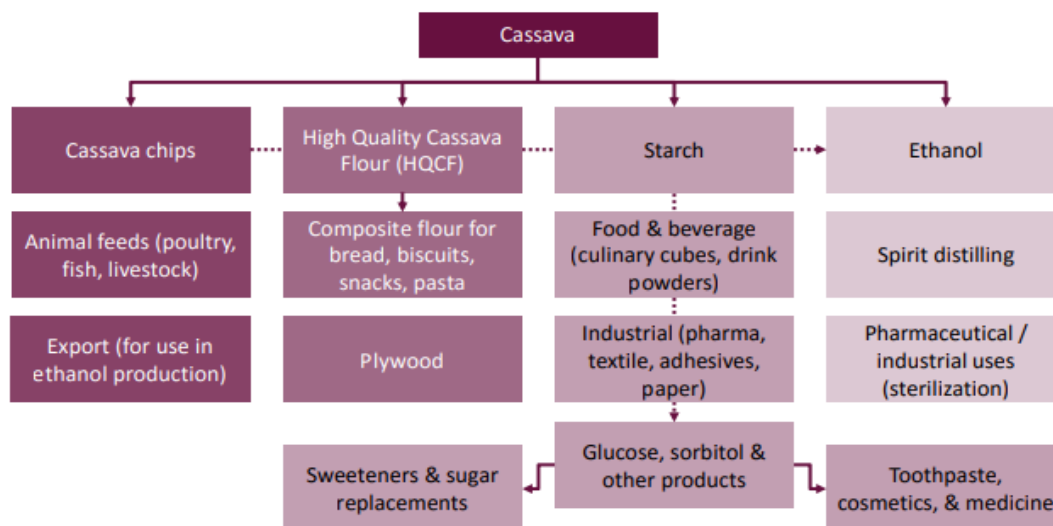 Cassava
Cassava chips
High Quality Cassava
Flour (HQCF)
Starch
Ethanol
Animal feeds (poultry,
fish, livestock)
Composite flour for
bread, biscuits,
snacks, pasta
Food & beverage
(culinary cubes, drink
powders)
Spirit distilling
Export (for use in
ethanol production)
Plywood
Industrial (pharma,
textile, adhesives,
paper)
Pharmaceutical /
industrial uses
(sterilization)
Sweeteners & sugar
replacements
Glucose, sorbitol &
other products
Toothpaste,
cosmetics, & medicine